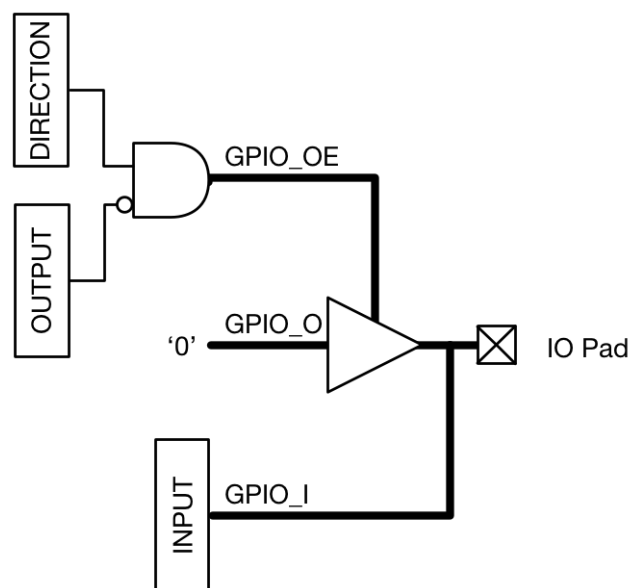 DIRECTION
GPIO_OE
OUTPUT
GPIO_O
‘0’
IO Pad
GPIO_I
INPUT